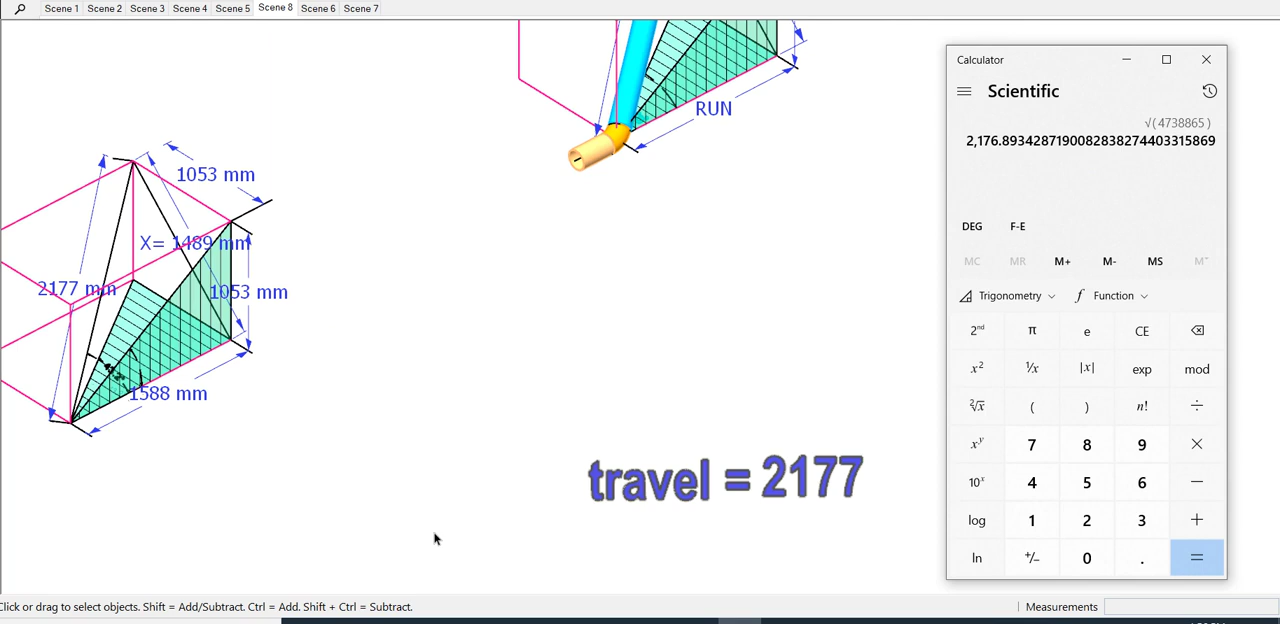 Scene 1 Scene 2 Scene 3 Scene 4 Scene 5 Scene 8 Scene 6 Scene 7
RUN
1053 mm
X= 1489 mm
2177 mm
1053 mm
1588 mm
travel = 2177
Calculator
Scientific
√(4738865)
2,176.8934287190082838274403315869
DEG F-E
MC MR M+ M- MS M˅
Trigonometry f Function
2nd π e CE
x² ¹/x |x| exp mod
²√x ( ) n! ÷
xʸ 7 8 9 ×
10ˣ 4 5 6 −
log 1 2 3 +
ln +/− 0 . =
Click or drag to select objects. Shift = Add/Subtract. Ctrl = Add. Shift + Ctrl = Subtract.
Measurements